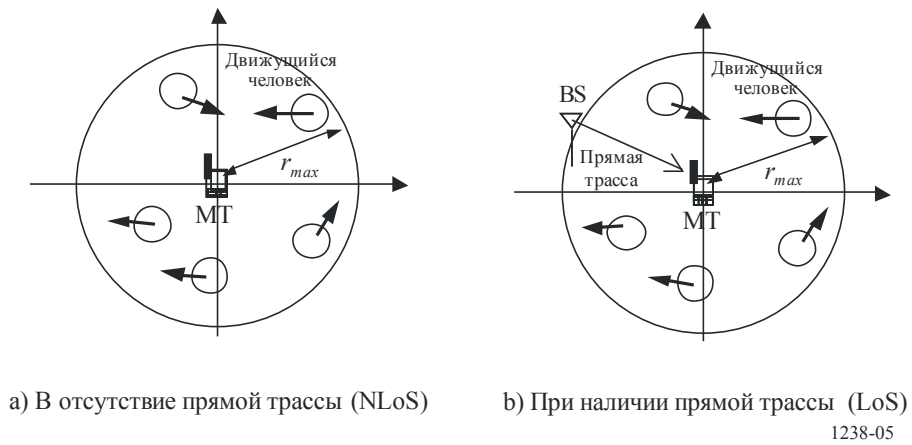 Движущийся
человек
r_max
MT
Движущийся
человек
BS
Прямая
трасса
r_max
MT
a) В отсутствие прямой трассы (NLoS)
b) При наличии прямой трассы (LoS)
1238-05